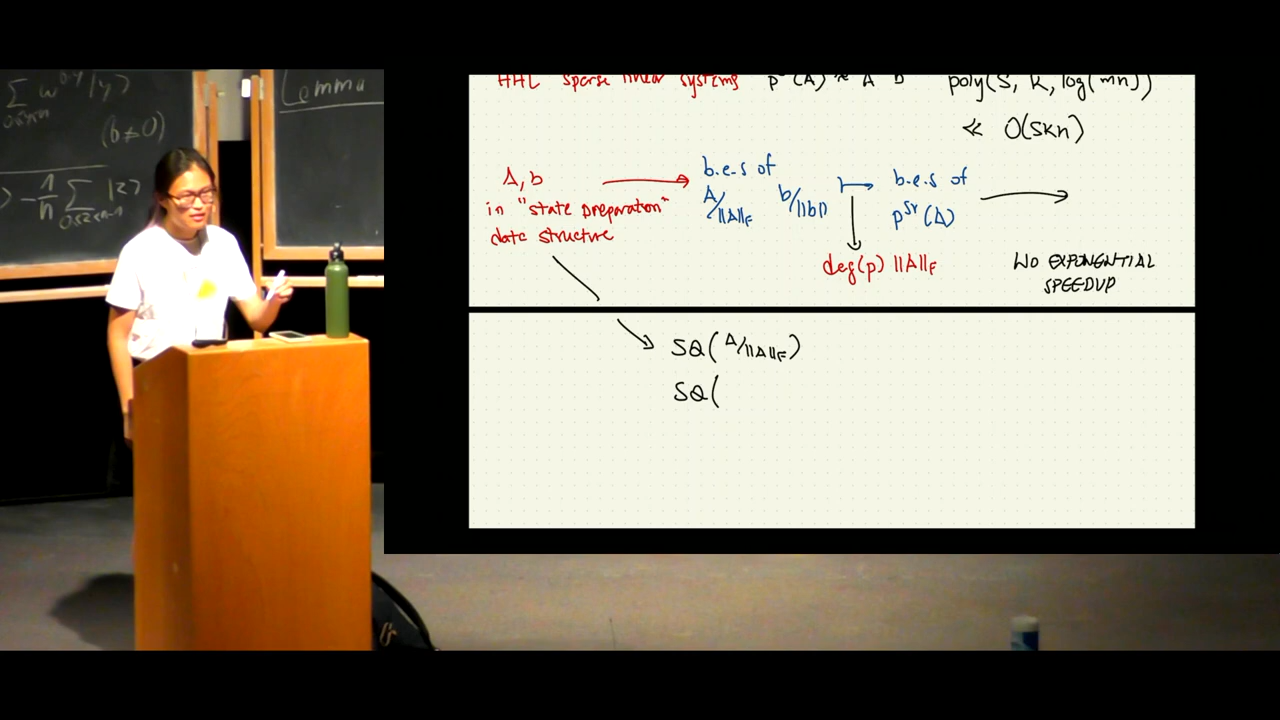 Σ ω |y⟩
(b≠0)
Lemma
HHL sparse linear systems
poly(s, K, log(mn))
≪ O(skn)
A, b
in "state preparation"
data structure
b.e.s of
A/||A||F b/||b||
b.e.s of
p^SV(A)
deg(p) ||A||F
NO EXPONENTIAL
SPEEDUP
SQ(A/||A||F)
SQ(